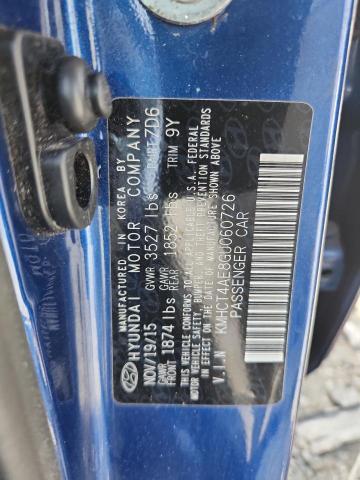 MANUFACTURED IN KOREA BY
HYUNDAI MOTOR COMPANY
NOV/19/15 GVWR 3527 lbs PAINT ZD6
GAWR FRONT 1874 lbs GAWR REAR 1852 lbs TRIM 9Y
THIS VEHICLE CONFORMS TO ALL APPLICABLE U.S.A. FEDERAL
MOTOR VEHICLE SAFETY, BUMPER, AND THEFT PREVENTION
STANDARDS IN EFFECT ON THE DATE OF MANUFACTURE SHOWN ABOVE
V.I.N KMHCT4AE8GU060726
PASSENGER CAR